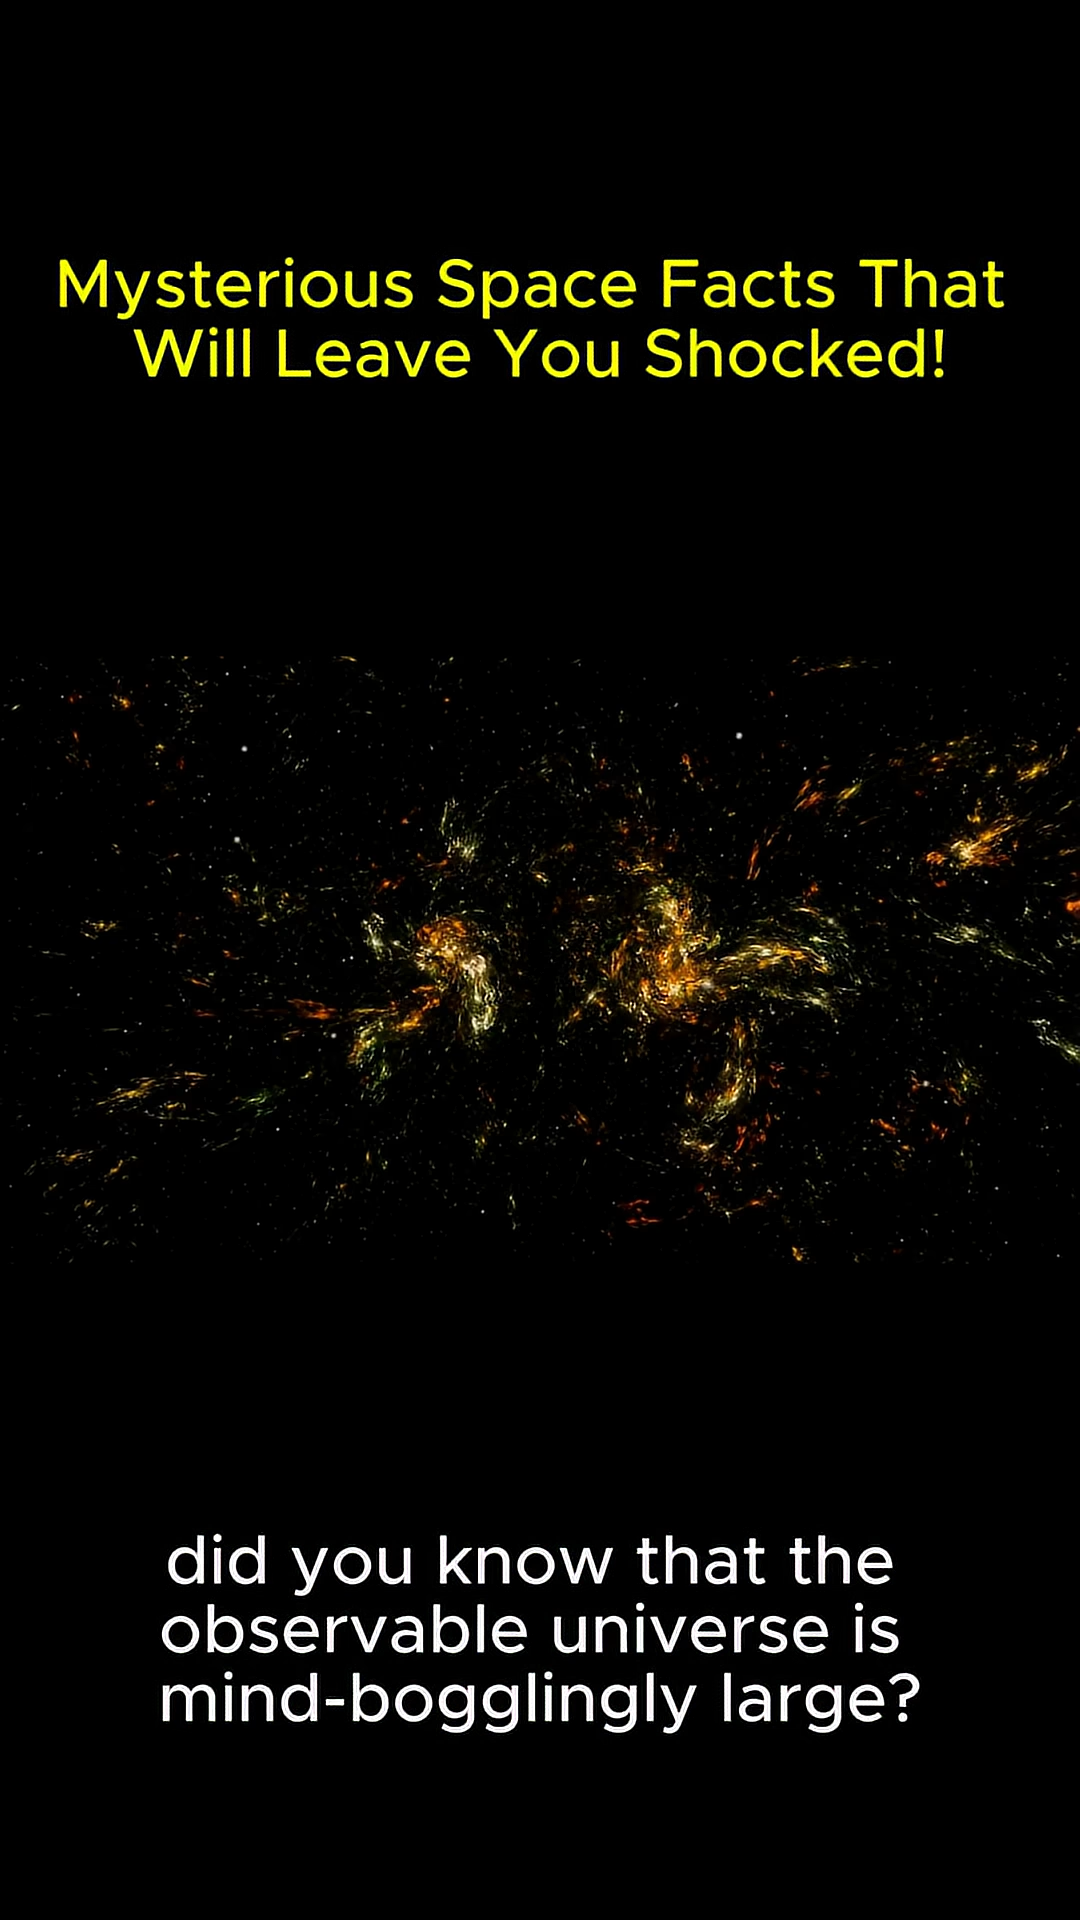 Mysterious Space Facts That
Will Leave You Shocked!
did you know that the
observable universe is
mind-bogglingly large?